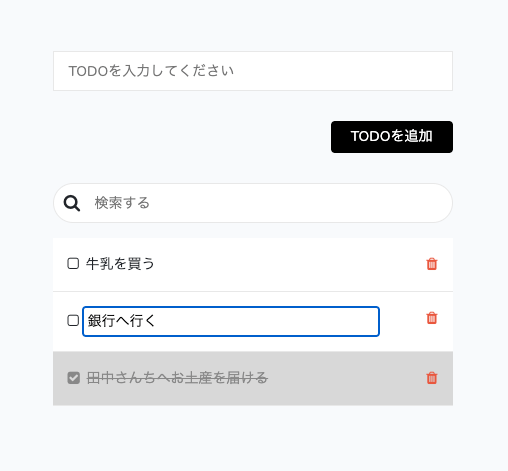 TODOを入力してください
TODOを追加
検索する
牛乳を買う
銀行へ行く
田中さんちへお土産を届ける